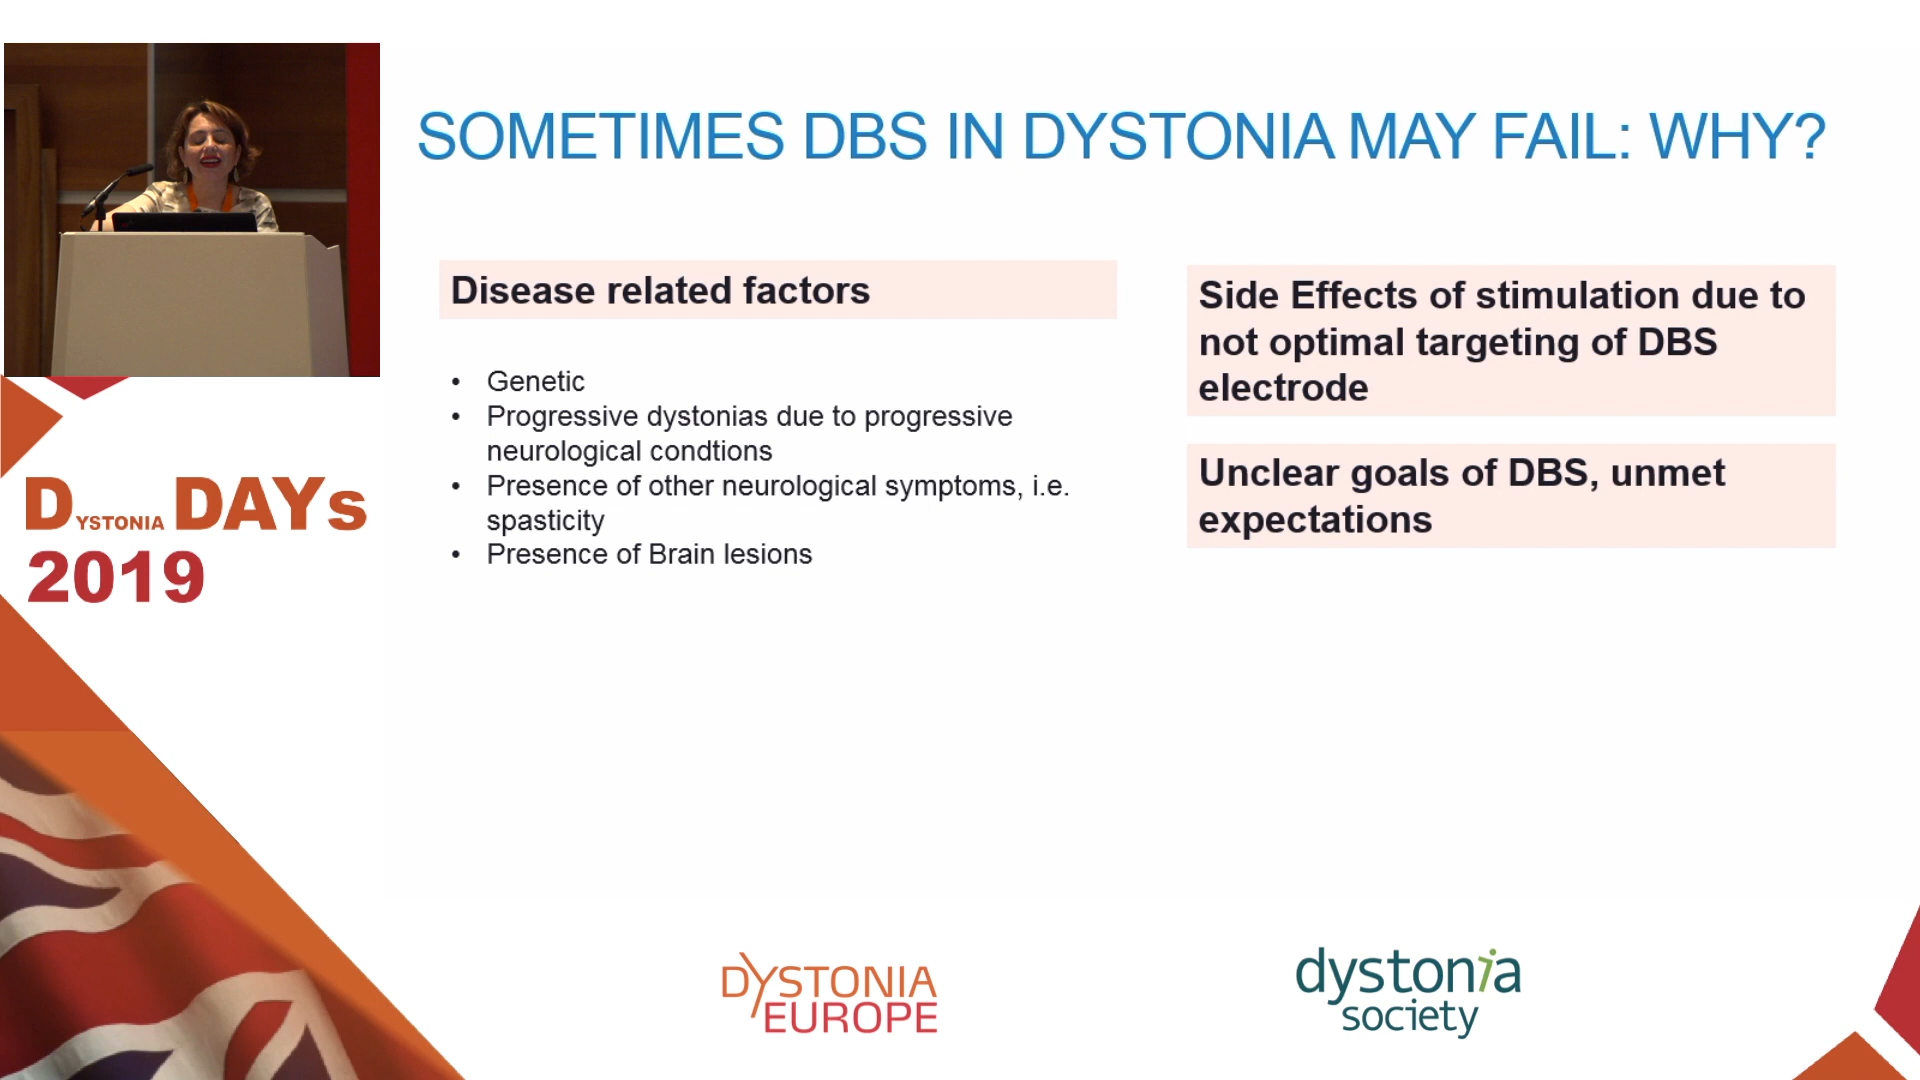 SOMETIMES DBS IN DYSTONIA MAY FAIL: WHY?
Disease related factors
• Genetic
• Progressive dystonias due to progressive
neurological condtions
• Presence of other neurological symptoms, i.e.
spasticity
• Presence of Brain lesions
Side Effects of stimulation due to
not optimal targeting of DBS
electrode
Unclear goals of DBS, unmet
expectations
DYSTONIA DAYs
2019
DYSTONIA
EUROPE
dystonia
society